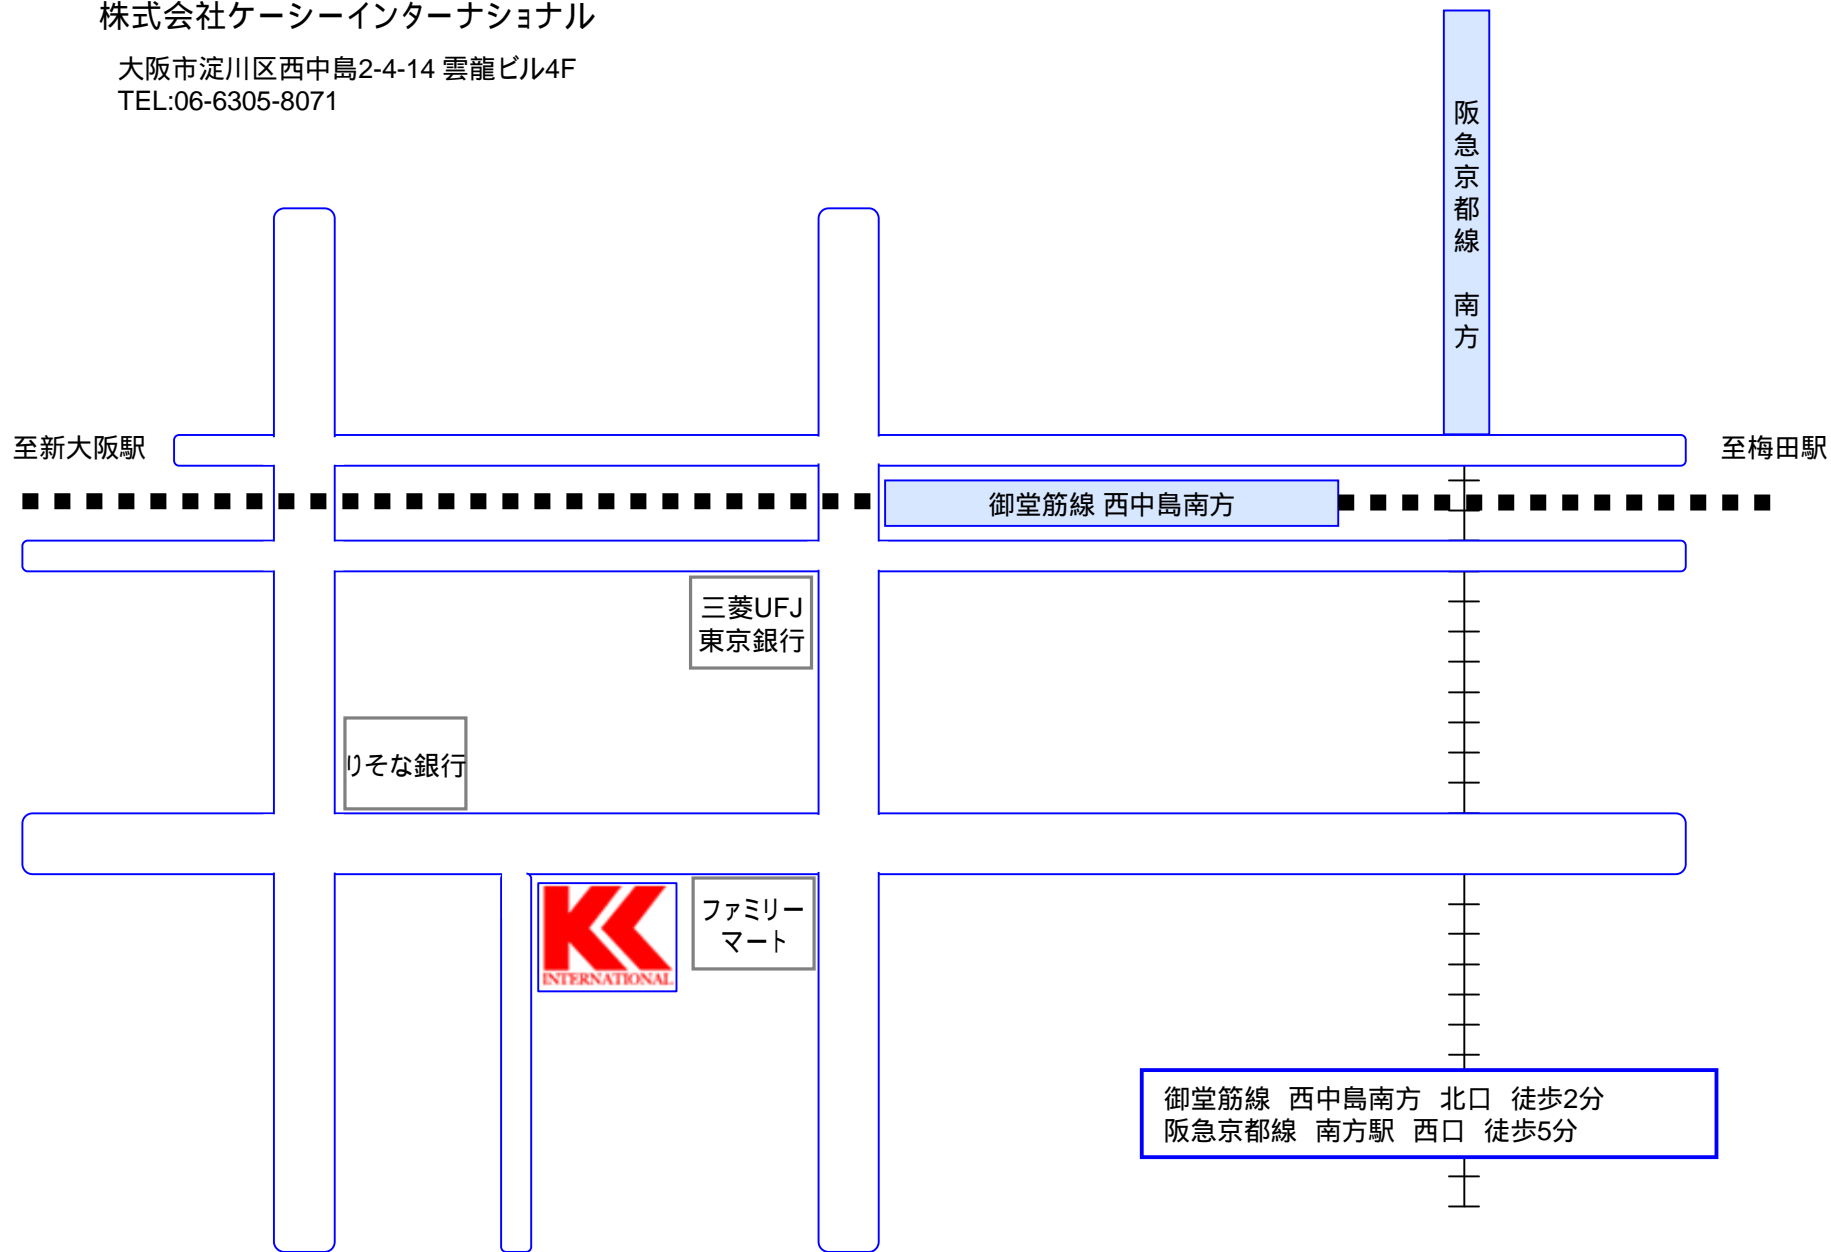 株式会社ケーシーインターナショナル
大阪市淀川区西中島2-4-14 雲龍ビル4F
TEL:06-6305-8071
阪急京都線　南方
至新大阪駅
至梅田駅
御堂筋線 西中島南方
三菱UFJ
東京銀行
りそな銀行
KK
INTERNATIONAL
ファミリー
マート
御堂筋線　西中島南方　北口　徒歩2分
阪急京都線　南方駅　西口　徒歩5分